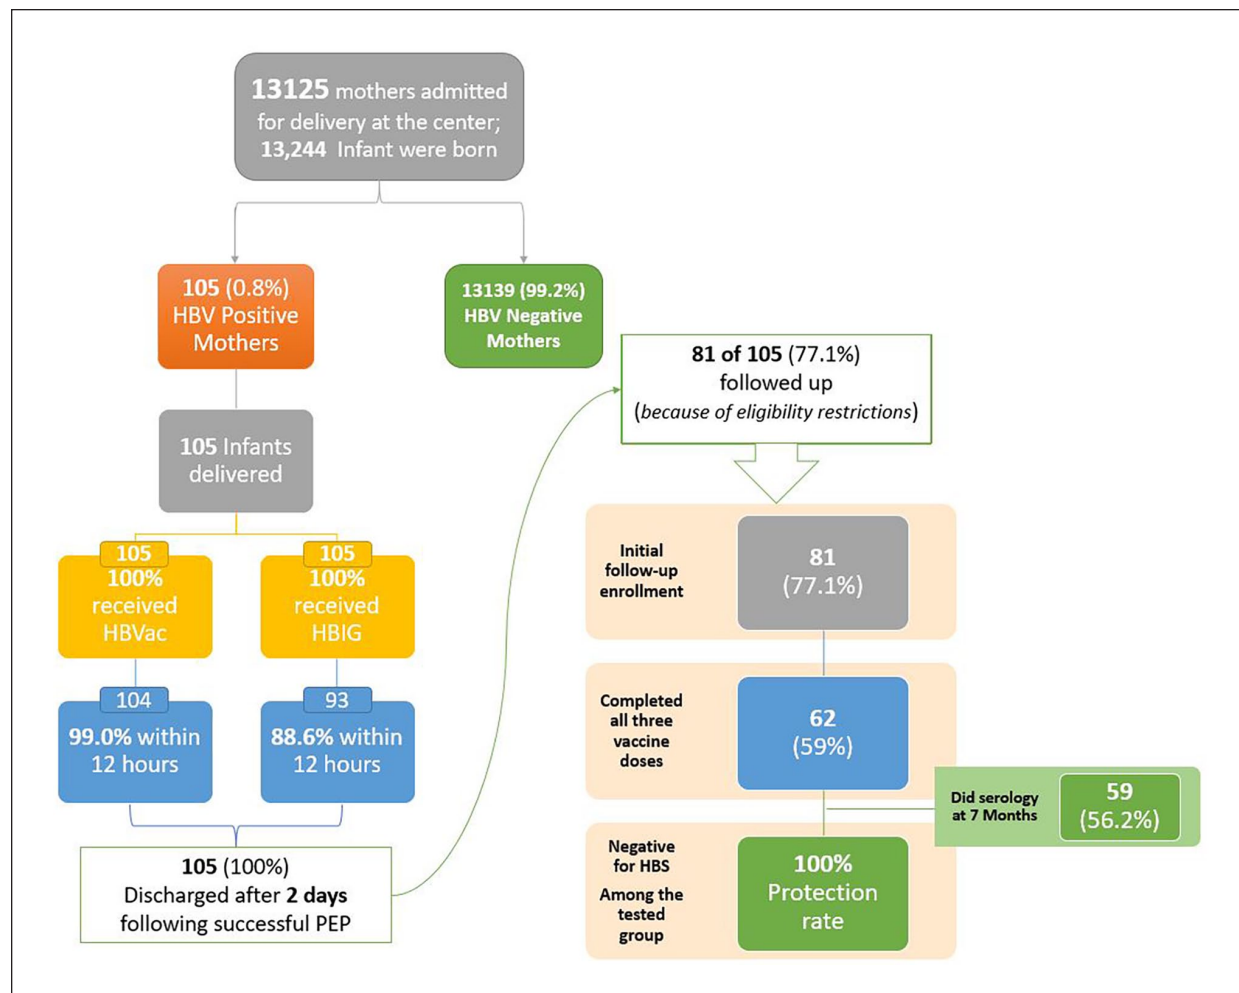 13125 mothers admitted
for delivery at the center;
13,244 Infant were born
105 (0.8%)
HBV Positive
Mothers
13139 (99.2%)
HBV Negative
Mothers
105 Infants
delivered
105
100%
received
HBVac
105
100%
received
HBIG
104
99.0% within
12 hours
93
88.6% within
12 hours
105 (100%)
Discharged after 2 days
following successful PEP
81 of 105 (77.1%)
followed up
(because of eligibility restrictions)
Initial
follow-up
enrollment
81
(77.1%)
Completed
all three
vaccine
doses
62
(59%)
Did serology
at 7 Months
59
(56.2%)
Negative
for HBS
Among the
tested
group
100%
Protection
rate